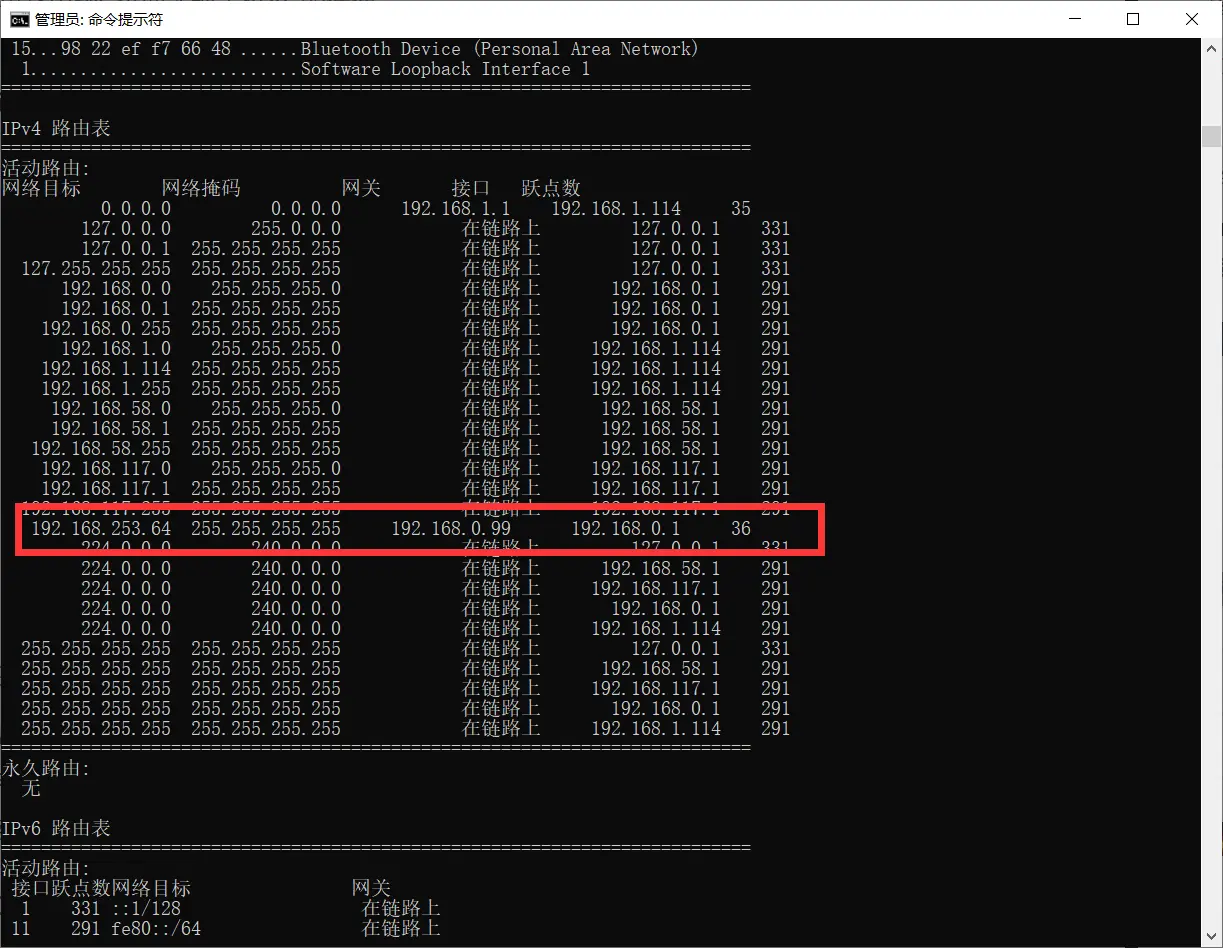 管理员: 命令提示符
15...98 22 ef f7 66 48 ......Bluetooth Device (Personal Area Network)
1...........................Software Loopback Interface 1
===========================================================================
IPv4 路由表
===========================================================================
活动路由:
网络目标 网络掩码 网关 接口 跃点数
0.0.0.0 0.0.0.0 192.168.1.1 192.168.1.114 35
127.0.0.0 255.0.0.0 在链路上 127.0.0.1 331
127.0.0.1 255.255.255.255 在链路上 127.0.0.1 331
127.255.255.255 255.255.255.255 在链路上 127.0.0.1 331
192.168.0.0 255.255.255.0 在链路上 192.168.0.1 291
192.168.0.1 255.255.255.255 在链路上 192.168.0.1 291
192.168.0.255 255.255.255.255 在链路上 192.168.0.1 291
192.168.1.0 255.255.255.0 在链路上 192.168.1.114 291
192.168.1.114 255.255.255.255 在链路上 192.168.1.114 291
192.168.1.255 255.255.255.255 在链路上 192.168.1.114 291
192.168.58.0 255.255.255.0 在链路上 192.168.58.1 291
192.168.58.1 255.255.255.255 在链路上 192.168.58.1 291
192.168.58.255 255.255.255.255 在链路上 192.168.58.1 291
192.168.117.0 255.255.255.0 在链路上 192.168.117.1 291
192.168.117.1 255.255.255.255 在链路上 192.168.117.1 291
192.168.117.255 255.255.255.255 在链路上 192.168.117.1 291
192.168.253.64 255.255.255.255 192.168.0.99 192.168.0.1 36
224.0.0.0 240.0.0.0 在链路上 127.0.0.1 331
224.0.0.0 240.0.0.0 在链路上 192.168.58.1 291
224.0.0.0 240.0.0.0 在链路上 192.168.117.1 291
224.0.0.0 240.0.0.0 在链路上 192.168.0.1 291
224.0.0.0 240.0.0.0 在链路上 192.168.1.114 291
255.255.255.255 255.255.255.255 在链路上 127.0.0.1 331
255.255.255.255 255.255.255.255 在链路上 192.168.58.1 291
255.255.255.255 255.255.255.255 在链路上 192.168.117.1 291
255.255.255.255 255.255.255.255 在链路上 192.168.0.1 291
255.255.255.255 255.255.255.255 在链路上 192.168.1.114 291
===========================================================================
永久路由:
无
IPv6 路由表
===========================================================================
活动路由:
接口跃点数网络目标 网关
1 331 ::1/128 在链路上
11 291 fe80::/64 在链路上